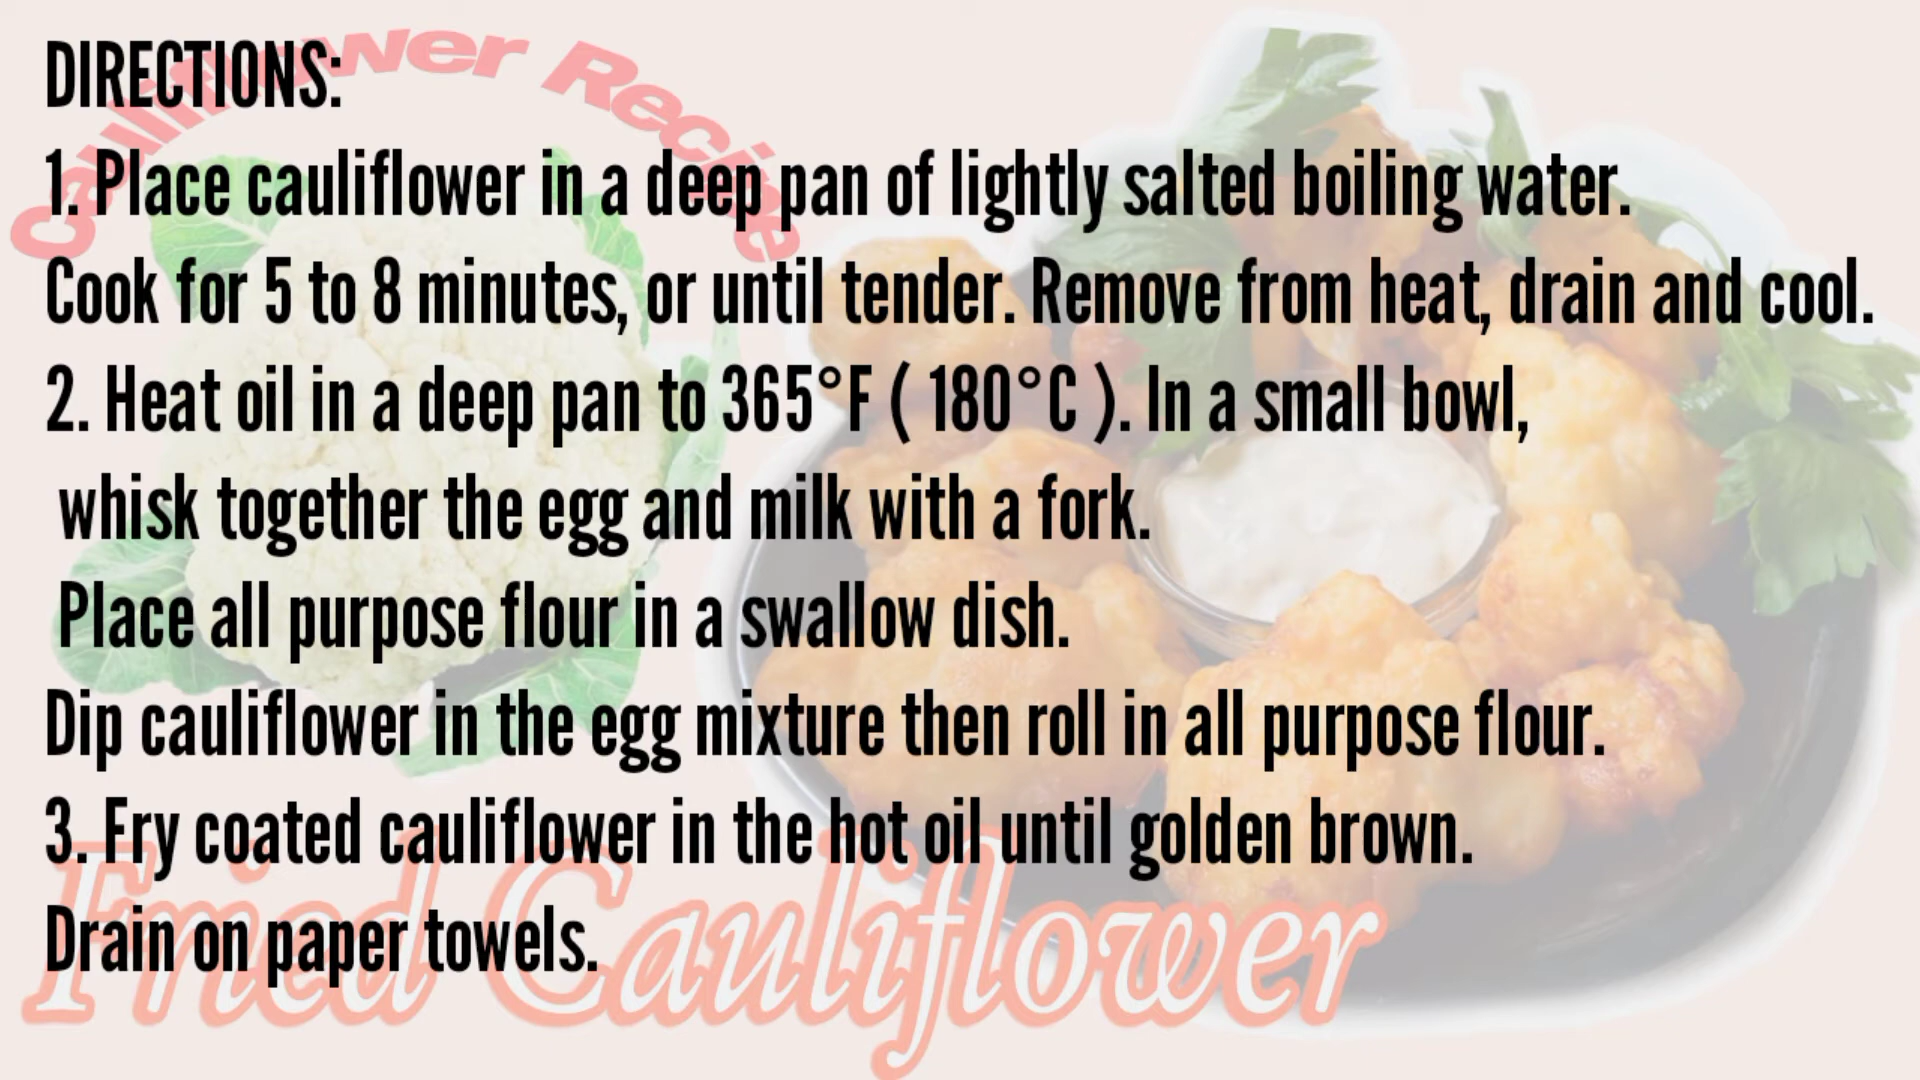 Cauliflower Recipe
DIRECTIONS:
1. Place cauliflower in a deep pan of lightly salted boiling water.
Cook for 5 to 8 minutes, or until tender. Remove from heat, drain and cool.
2. Heat oil in a deep pan to 365°F ( 180°C ). In a small bowl,
whisk together the egg and milk with a fork.
Place all purpose flour in a swallow dish.
Dip cauliflower in the egg mixture then roll in all purpose flour.
3. Fry coated cauliflower in the hot oil until golden brown.
Drain on paper towels.
Fried Cauliflower